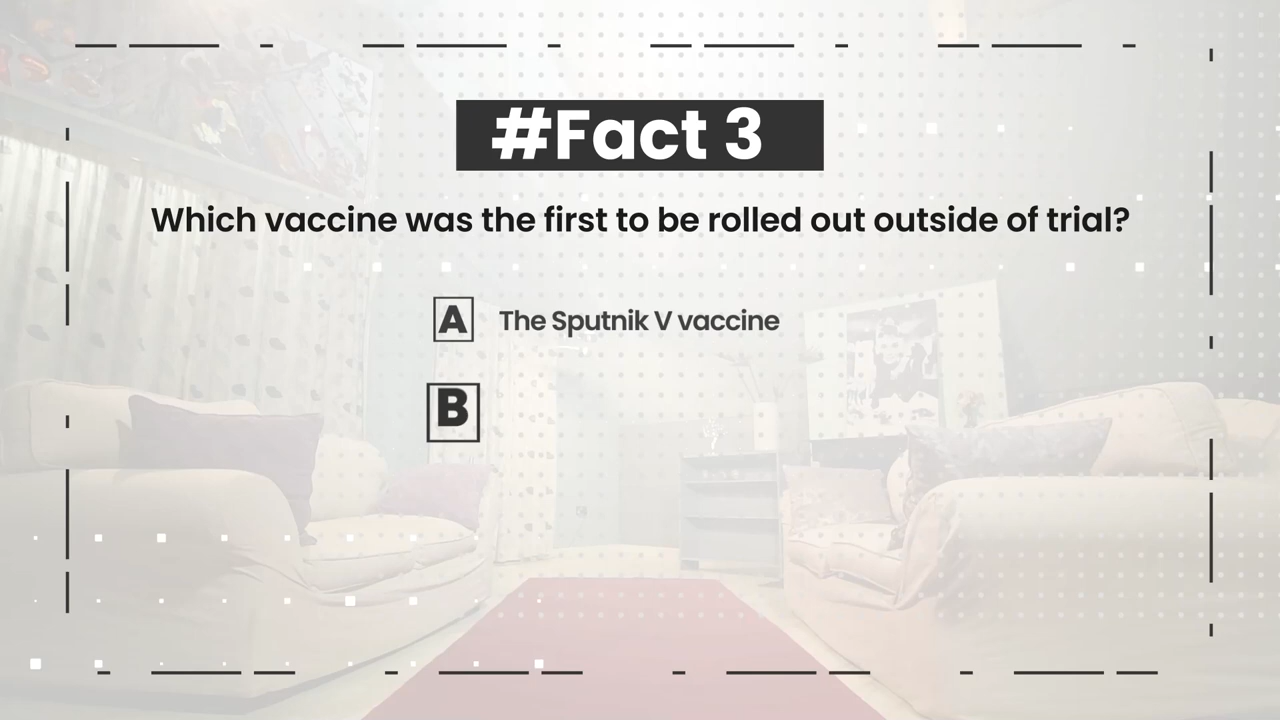 #Fact 3
Which vaccine was the first to be rolled out outside of trial?
A The Sputnik V vaccine
B